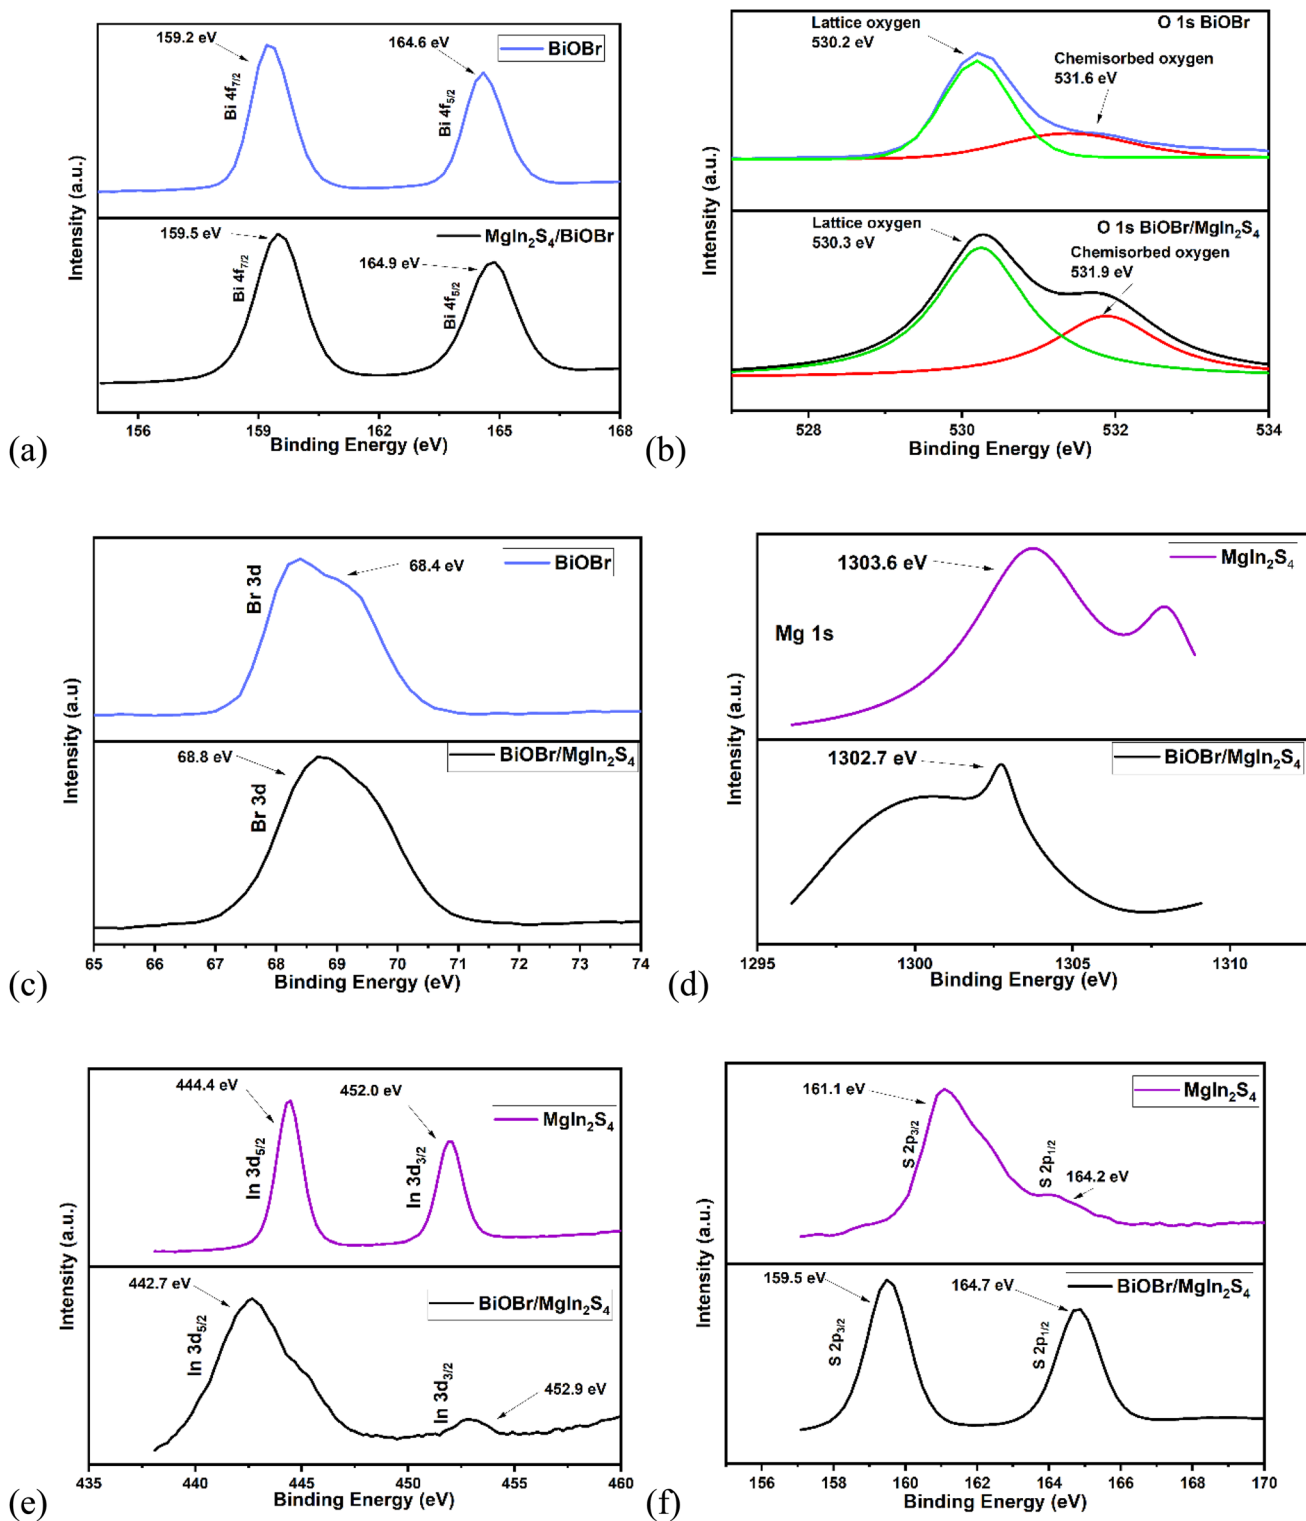 BiOBr
159.2 eV
164.6 eV
Bi 4f7/2
Bi 4f5/2
MgIn2S4/BiOBr
159.5 eV
164.9 eV
Bi 4f7/2
Bi 4f5/2
Intensity (a.u.)
156 159 162 165 168
Binding Energy (eV)
(a)
O 1s BiOBr
Lattice oxygen
530.2 eV
Chemisorbed oxygen
531.6 eV
O 1s BiOBr/MgIn2S4
Lattice oxygen
530.3 eV
Chemisorbed oxygen
531.9 eV
Intensity (a.u.)
528 530 532 534
Binding Energy (eV)
(b)
BiOBr
Br 3d
68.4 eV
BiOBr/MgIn2S4
68.8 eV
Br 3d
Intensity (a.u)
65 66 67 68 69 70 71 72 73 74
Binding Energy (eV)
(c)
MgIn2S4
1303.6 eV
Mg 1s
BiOBr/MgIn2S4
1302.7 eV
Intensity (a.u.)
1295 1300 1305 1310
Binding Energy (eV)
(d)
444.4 eV
452.0 eV
MgIn2S4
In 3d5/2
In 3d3/2
442.7 eV
BiOBr/MgIn2S4
In 3d5/2
In 3d3/2
452.9 eV
Intensity (a.u.)
435 440 445 450 455 460
Binding Energy (eV)
(e)
161.1 eV
MgIn2S4
S 2p3/2
S 2p1/2
164.2 eV
159.5 eV
164.7 eV
BiOBr/MgIn2S4
S 2p3/2
S 2p1/2
Intensity (a.u.)
156 158 160 162 164 166 168 170
Binding Energy (eV)
(f)